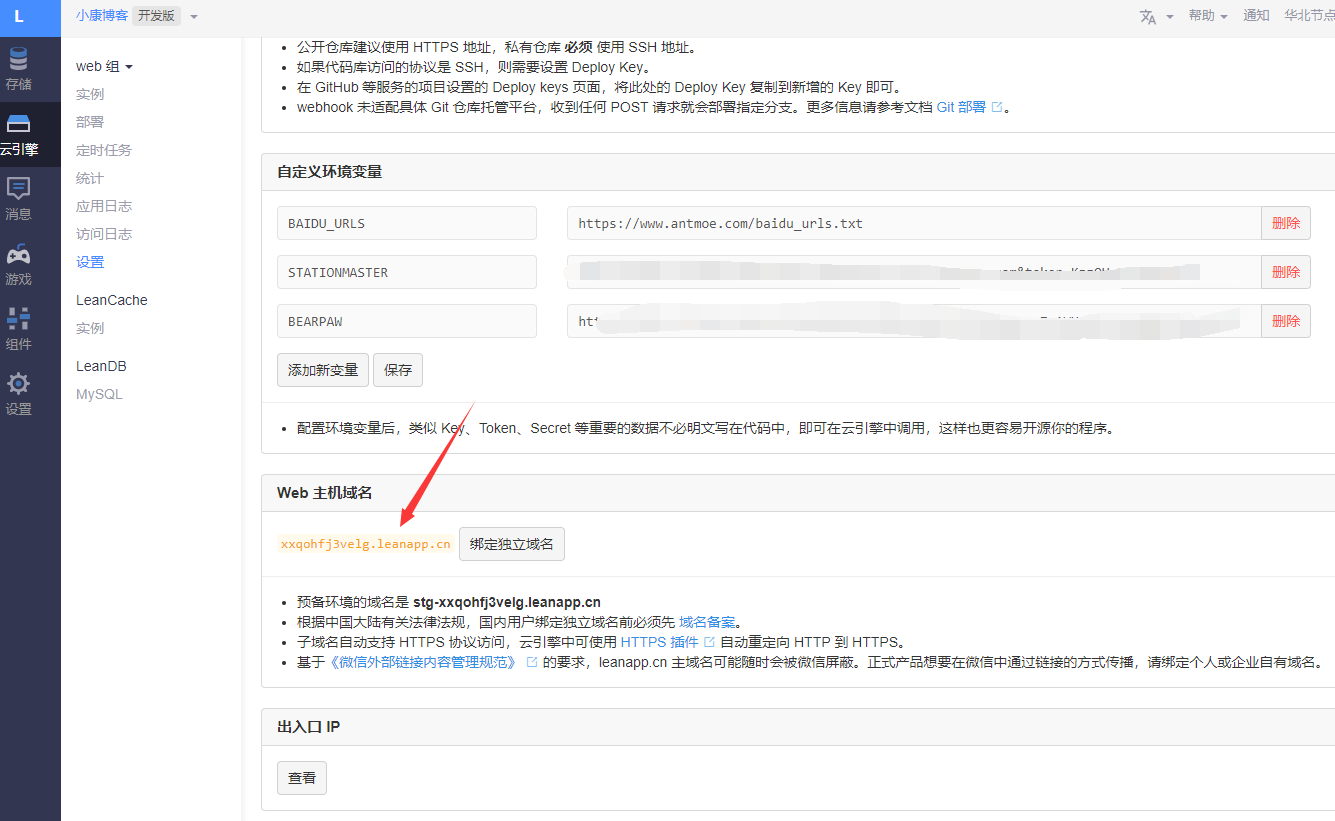 L
小康博客 开发版
帮助
通知
华北节点
存储
云引擎
消息
游戏
组件
设置
web 组
实例
部署
定时任务
统计
应用日志
访问日志
设置
LeanCache
实例
LeanDB
MySQL
公开仓库建议使用 HTTPS 地址，私有仓库 必须 使用 SSH 地址。
如果代码库访问的协议是 SSH，则需要设置 Deploy Key。
在 GitHub 等服务的项目设置的 Deploy keys 页面，将此处的 Deploy Key 复制到新增的 Key 即可。
webhook 未适配具体 Git 仓库托管平台，收到任何 POST 请求就会部署指定分支。更多信息请参考文档 Git 部署 。
自定义环境变量
BAIDU_URLS https://www.antmoe.com/baidu_urls.txt 删除
STATIONMASTER 删除
BEARPAW 删除
添加新变量 保存
配置环境变量后，类似 Key、Token、Secret 等重要的数据不必明文写在代码中，即可在云引擎中调用，这样也更容易开源你的程序。
Web 主机域名
xxqohfj3velg.leanapp.cn 绑定独立域名
预备环境的域名是 stg-xxqohfj3velg.leanapp.cn
根据中国大陆有关法律法规，国内用户绑定独立域名前必须先 域名备案。
子域名自动支持 HTTPS 协议访问，云引擎中可使用 HTTPS 插件 自动重定向 HTTP 到 HTTPS。
基于《微信外部链接内容管理规范》 的要求，leanapp.cn 主域名可能随时会被微信屏蔽。正式产品想要在微信中通过链接的方式传播，请绑定个人或企业自有域名。
出入口 IP
查看